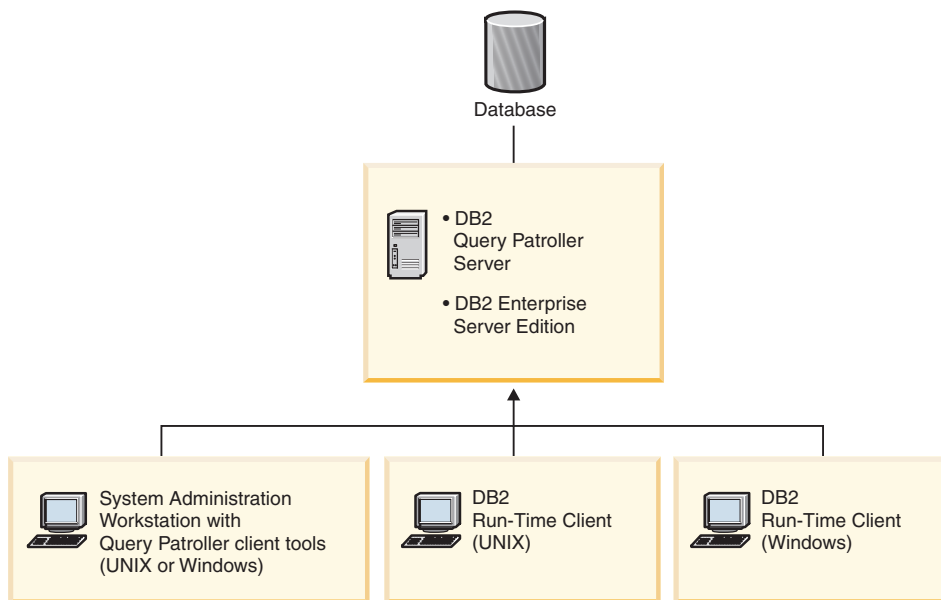 Database
• DB2
Query Patroller
Server
• DB2 Enterprise
Server Edition
System Administration
Workstation with
Query Patroller client tools
(UNIX or Windows)
DB2
Run-Time Client
(UNIX)
DB2
Run-Time Client
(Windows)